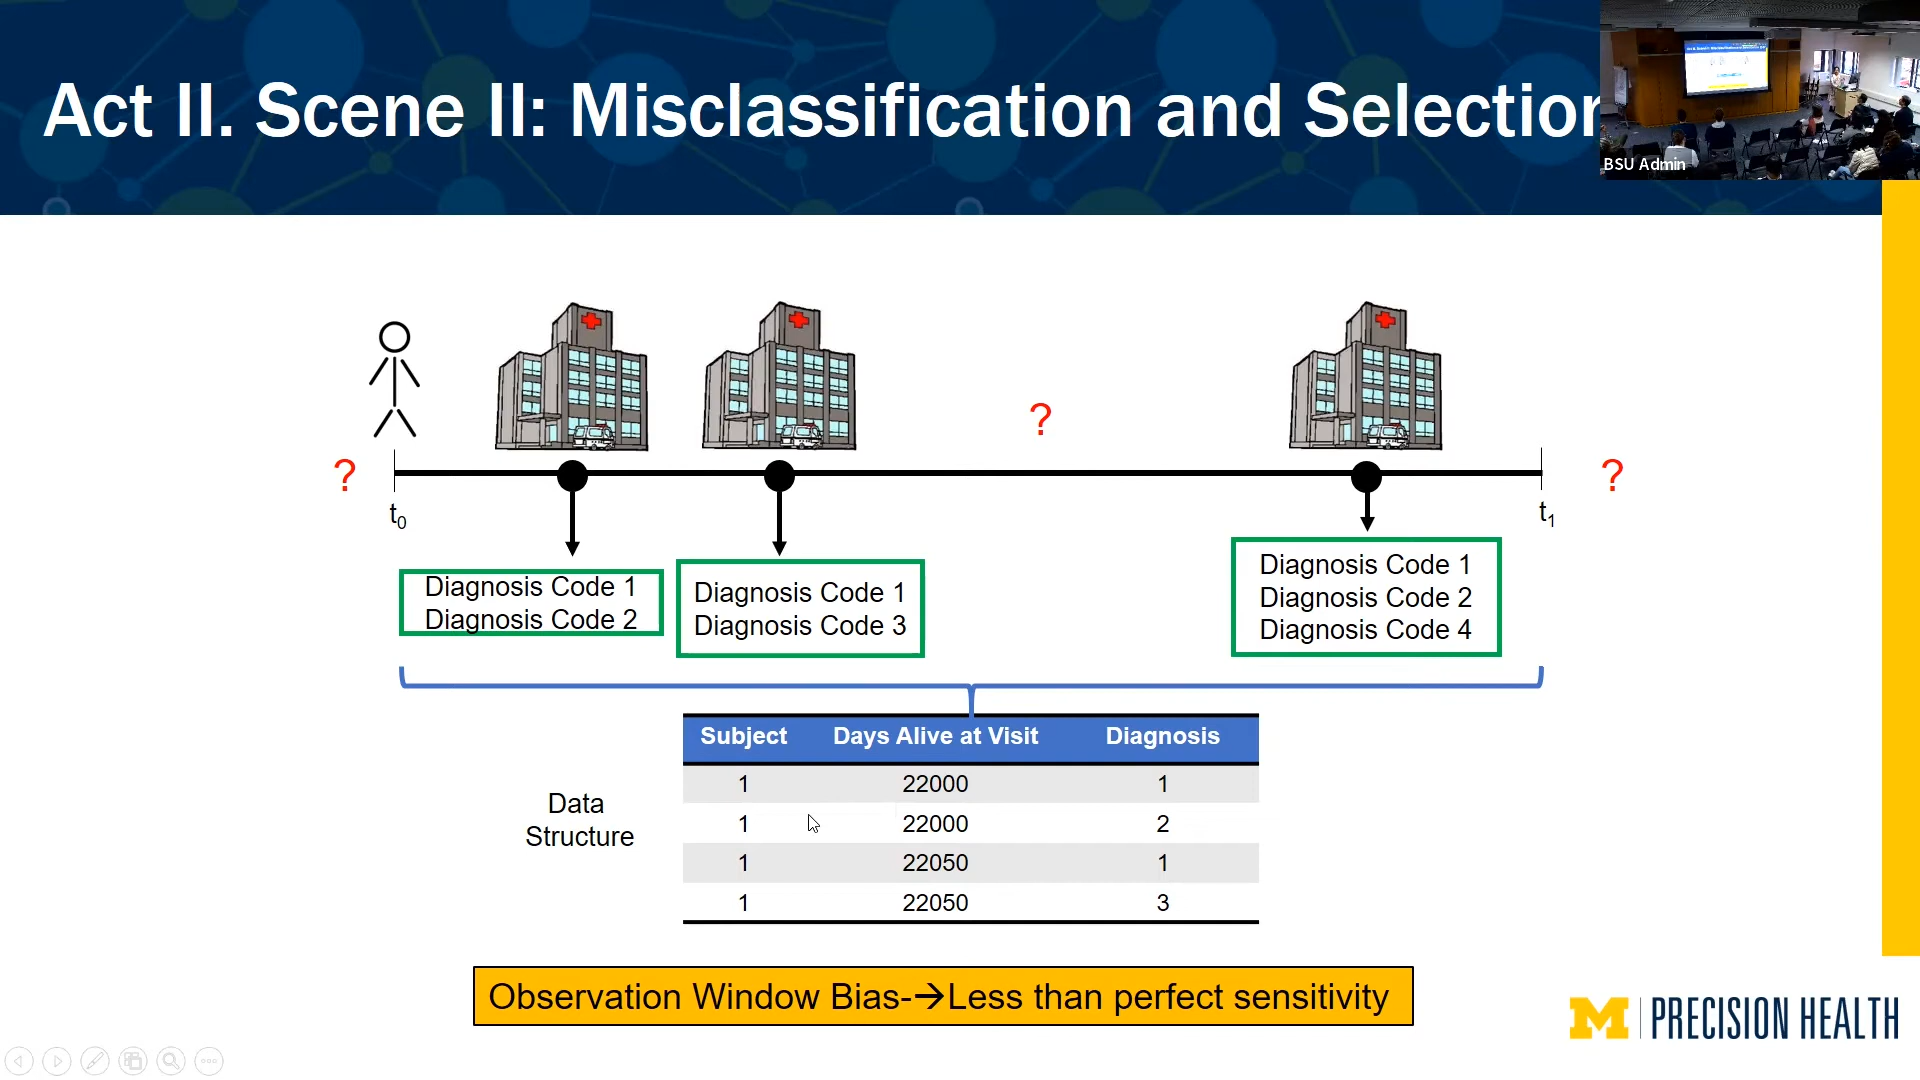 Act II. Scene II: Misclassification and Selection
BSU Admin
?
?
?
t0
t1
Diagnosis Code 1
Diagnosis Code 2
Diagnosis Code 1
Diagnosis Code 3
Diagnosis Code 1
Diagnosis Code 2
Diagnosis Code 4
Subject Days Alive at Visit Diagnosis
1 22000 1
1 22000 2
1 22050 1
1 22050 3
Data
Structure
Observation Window Bias-→Less than perfect sensitivity
M PRECISION HEALTH